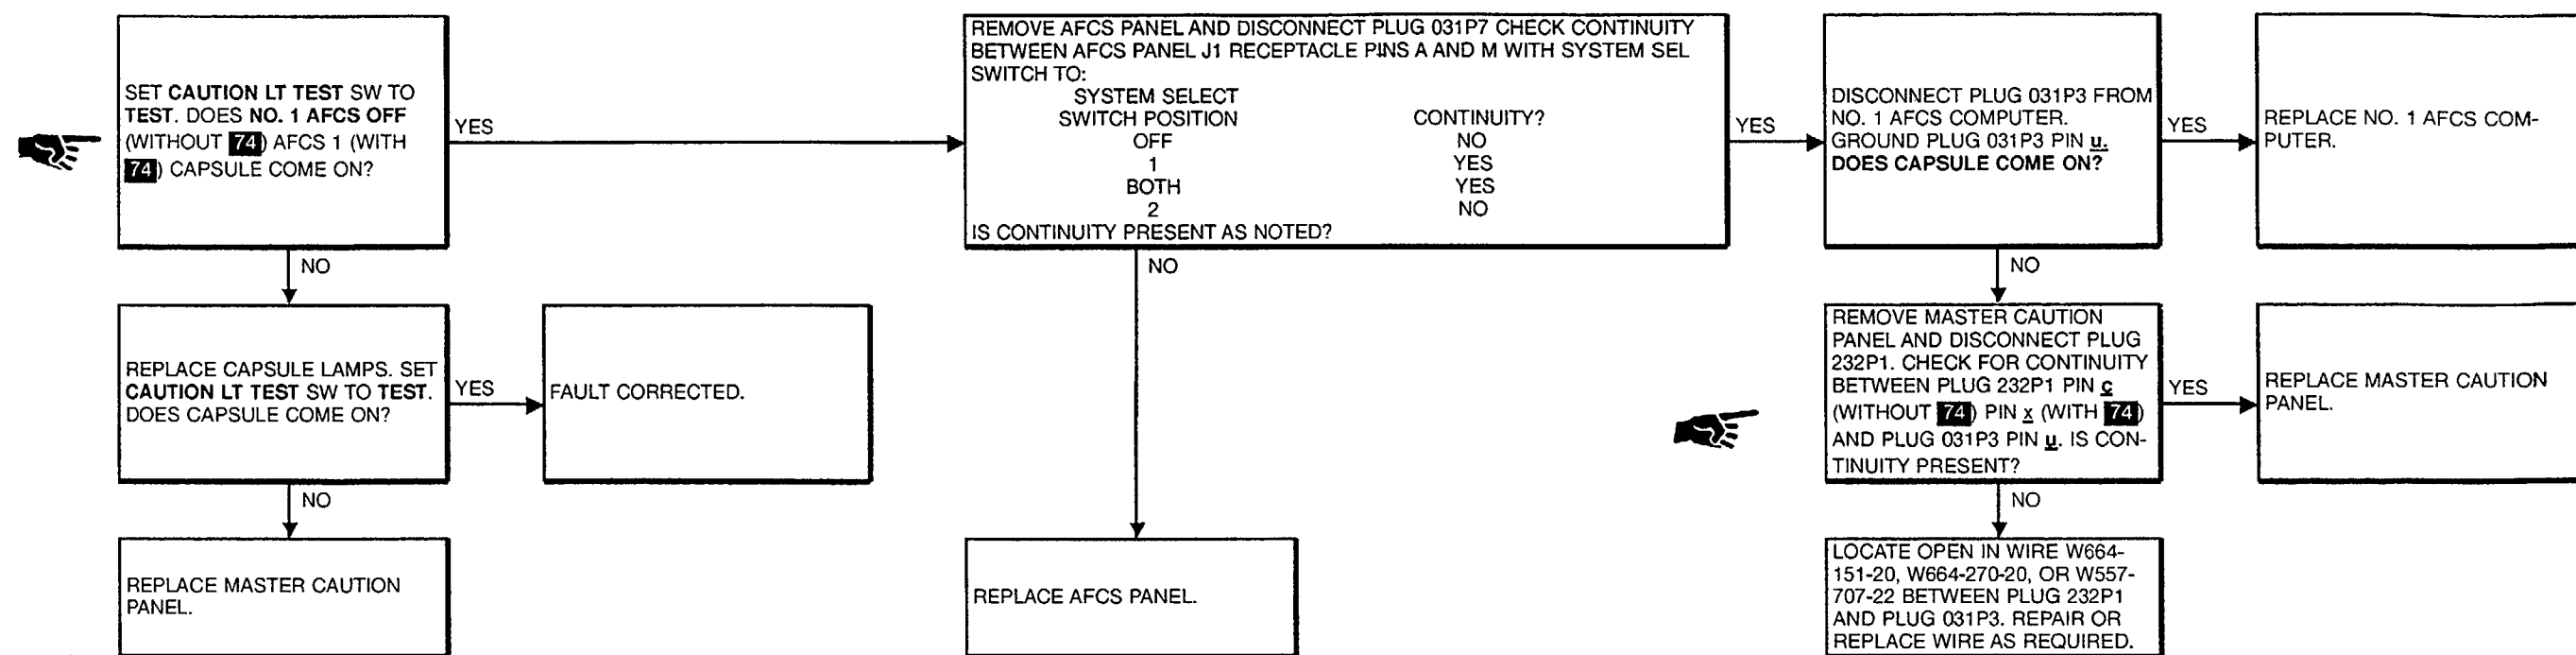 SET CAUTION LT TEST SW TO
TEST. DOES NO. 1 AFCS OFF
(WITHOUT 74) AFCS 1 (WITH
74) CAPSULE COME ON?
YES
NO
REMOVE AFCS PANEL AND DISCONNECT PLUG 031P7 CHECK CONTINUITY
BETWEEN AFCS PANEL J1 RECEPTACLE PINS A AND M WITH SYSTEM SEL
SWITCH TO:
SYSTEM SELECT
SWITCH POSITION CONTINUITY?
OFF NO
1 YES
BOTH YES
2 NO
IS CONTINUITY PRESENT AS NOTED?
YES
NO
DISCONNECT PLUG 031P3 FROM
NO. 1 AFCS COMPUTER.
GROUND PLUG 031P3 PIN u.
DOES CAPSULE COME ON?
YES
NO
REPLACE NO. 1 AFCS COM-
PUTER.
REPLACE CAPSULE LAMPS. SET
CAUTION LT TEST SW TO TEST.
DOES CAPSULE COME ON?
YES
NO
FAULT CORRECTED.
REMOVE MASTER CAUTION
PANEL AND DISCONNECT PLUG
232P1. CHECK FOR CONTINUITY
BETWEEN PLUG 232P1 PIN c
(WITHOUT 74) PIN x (WITH 74)
AND PLUG 031P3 PIN u. IS CON-
TINUITY PRESENT?
YES
NO
REPLACE MASTER CAUTION
PANEL.
REPLACE MASTER CAUTION
PANEL.
REPLACE AFCS PANEL.
LOCATE OPEN IN WIRE W664-
151-20, W664-270-20, OR W557-
707-22 BETWEEN PLUG 232P1
AND PLUG 031P3. REPAIR OR
REPLACE WIRE AS REQUIRED.